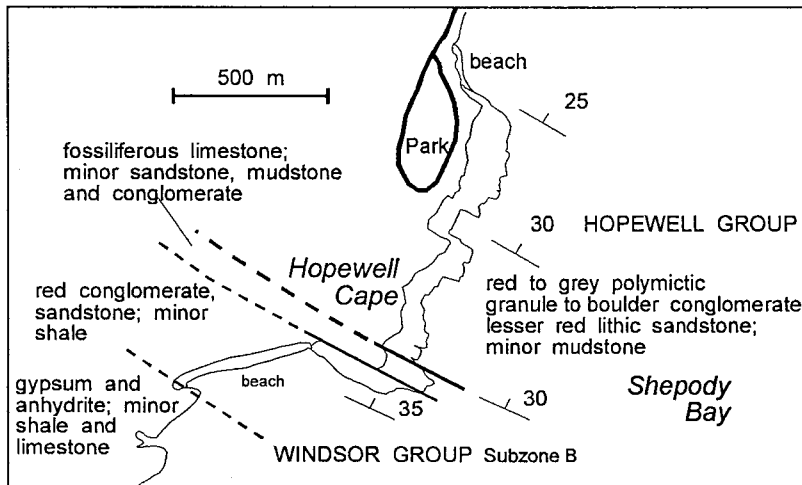 beach
500 m
25
Park
fossiliferous limestone;
minor sandstone, mudstone
and conglomerate
30
HOPEWELL GROUP
Hopewell
Cape
red conglomerate,
sandstone; minor
shale
red to grey polymictic
granule to boulder conglomerate
lesser red lithic sandstone;
minor mudstone
gypsum and
anhydrite; minor
shale and
limestone
beach
35
30
Shepody
Bay
WINDSOR GROUP Subzone B